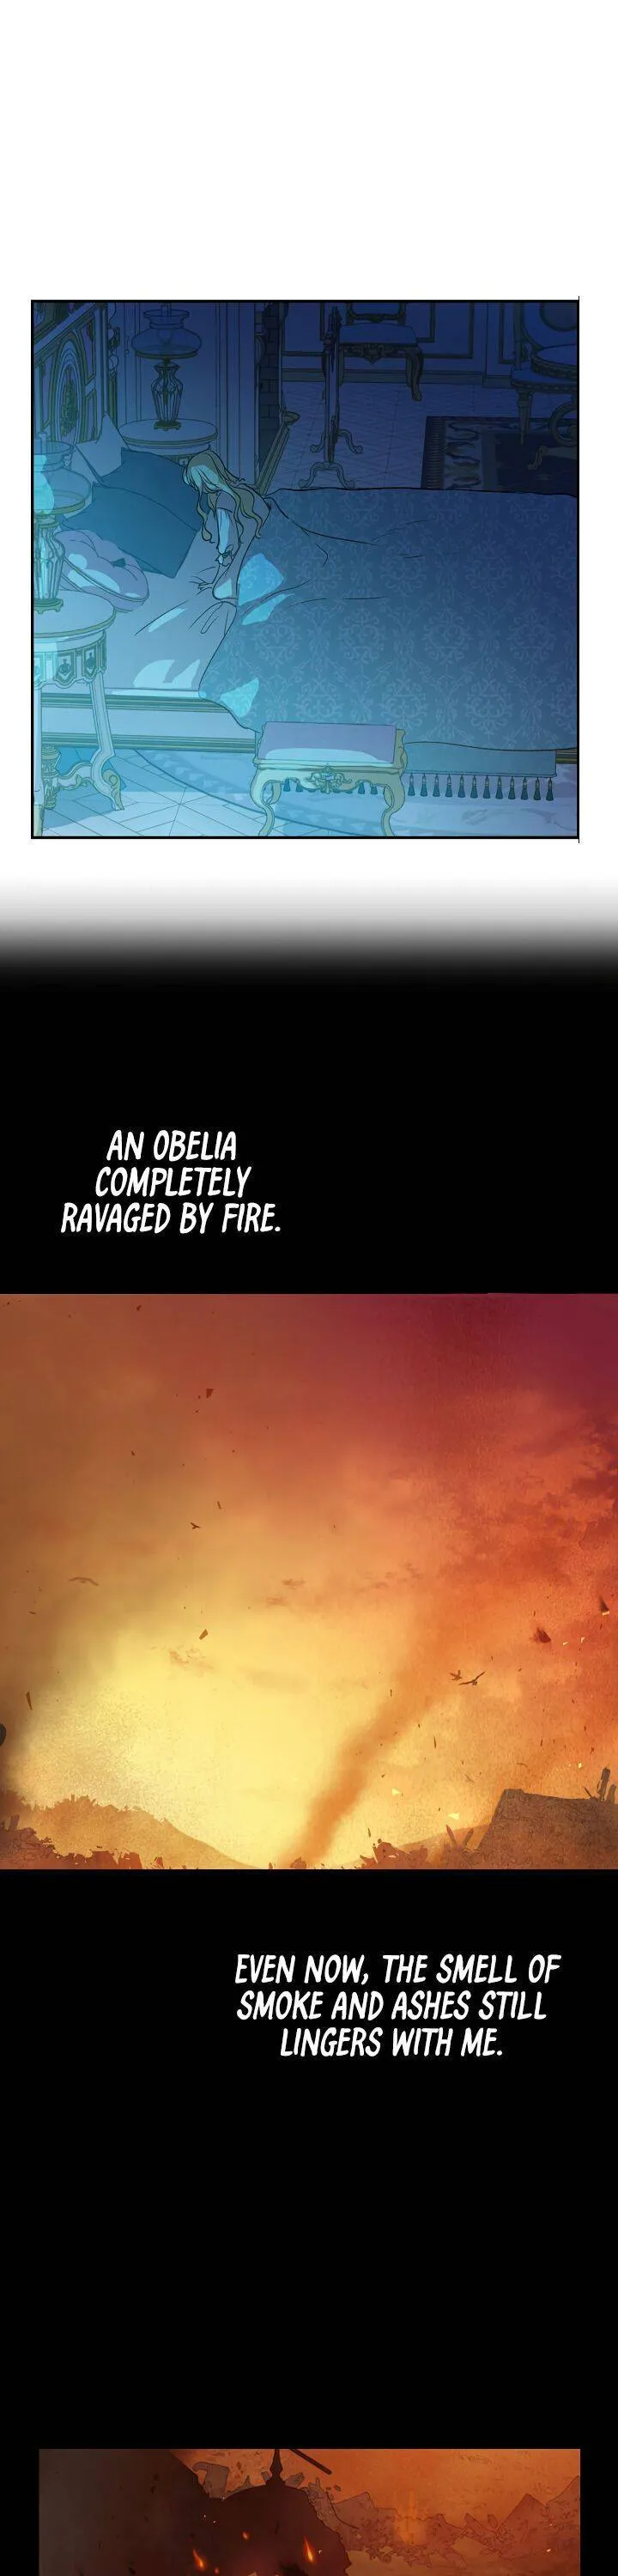 AN OBELIA
COMPLETELY
RAVAGED BY FIRE.
EVEN NOW, THE SMELL OF
SMOKE AND ASHES STILL
LINGERS WITH ME.